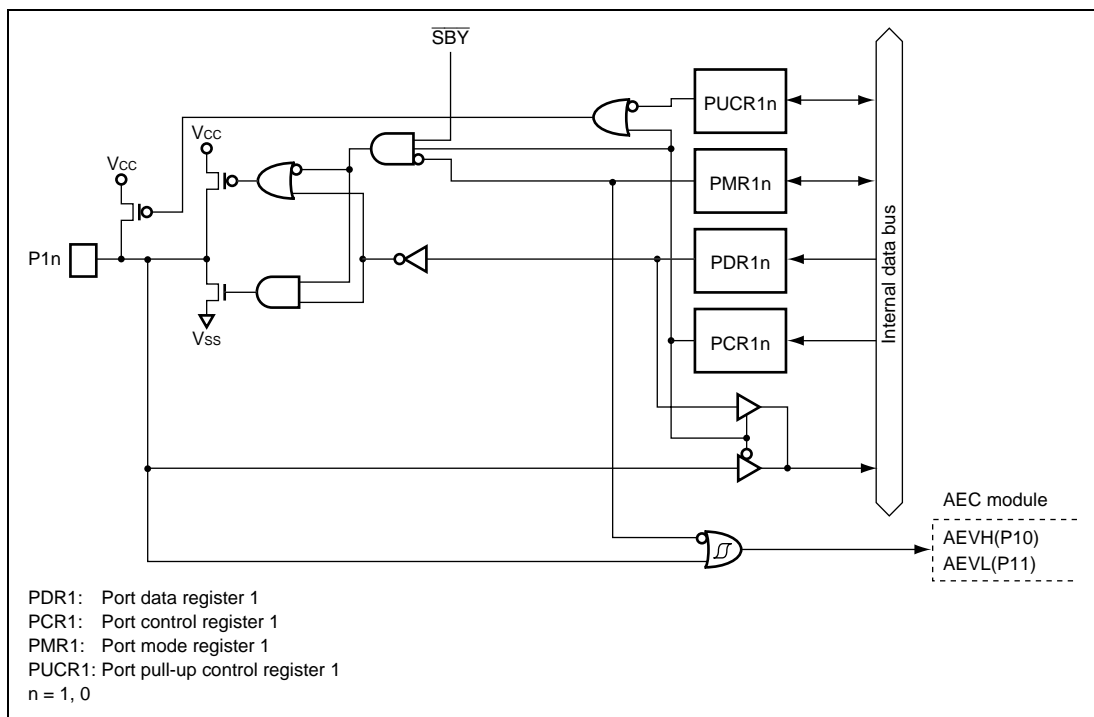 SBY
PUCR1n
VCC
VCC
PMR1n
P1n
PDR1n
Internal data bus
VSS
PCR1n
AEC module
AEVH(P10)
AEVL(P11)
PDR1: Port data register 1
PCR1: Port control register 1
PMR1: Port mode register 1
PUCR1: Port pull-up control register 1
n = 1, 0